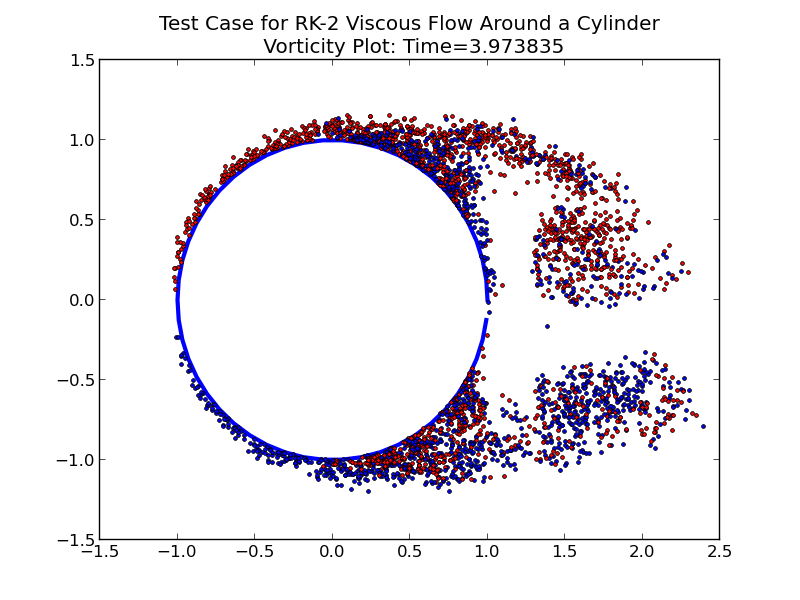 Test Case for RK-2 Viscous Flow Around a Cylinder
Vorticity Plot: Time=3.973835
1.5
1.0
0.5
0.0
−0.5
−1.0
−1.5
−1.5 −1.0 −0.5 0.0 0.5 1.0 1.5 2.0 2.5